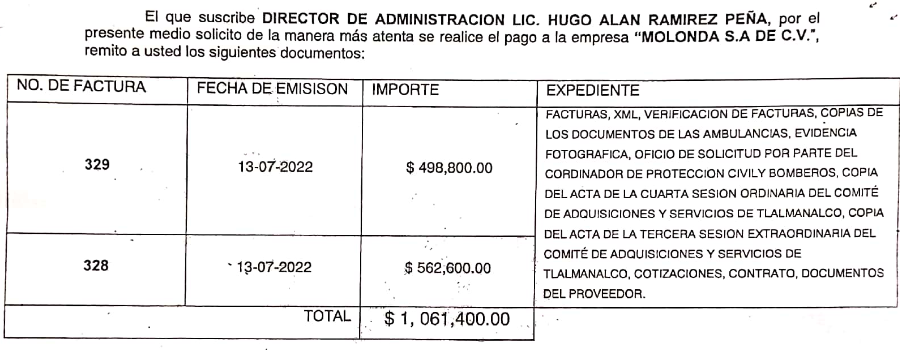 El que suscribe DIRECTOR DE ADMINISTRACION LIC. HUGO ALAN RAMIREZ PEÑA, por el
presente medio solicito de la manera más atenta se realice el pago a la empresa "MOLONDA S.A DE C.V.",
remito a usted los siguientes documentos:
NO. DE FACTURA FECHA DE EMISISON IMPORTE EXPEDIENTE
329 13-07-2022 $ 498,800.00
FACTURAS, XML, VERIFICACION DE FACTURAS, COPIAS DE
LOS DOCUMENTOS DE LAS AMBULANCIAS, EVIDENCIA
FOTOGRAFICA, OFICIO DE SOLICITUD POR PARTE DEL
CORDINADOR DE PROTECCION CIVILY BOMBEROS, COPIA
DEL ACTA DE LA CUARTA SESION ORDINARIA DEL COMITÉ
DE ADQUISICIONES Y SERVICIOS DE TLALMANALCO, COPIA
DEL ACTA DE LA TERCERA SESION EXTRAORDINARIA DEL
COMITÉ DE ADQUISICIONES Y SERVICIOS DE
TLALMANALCO, COTIZACIONES, CONTRATO, DOCUMENTOS
DEL PROVEEDOR.
328 13-07-2022 $ 562,600.00
TOTAL $ 1, 061,400.00